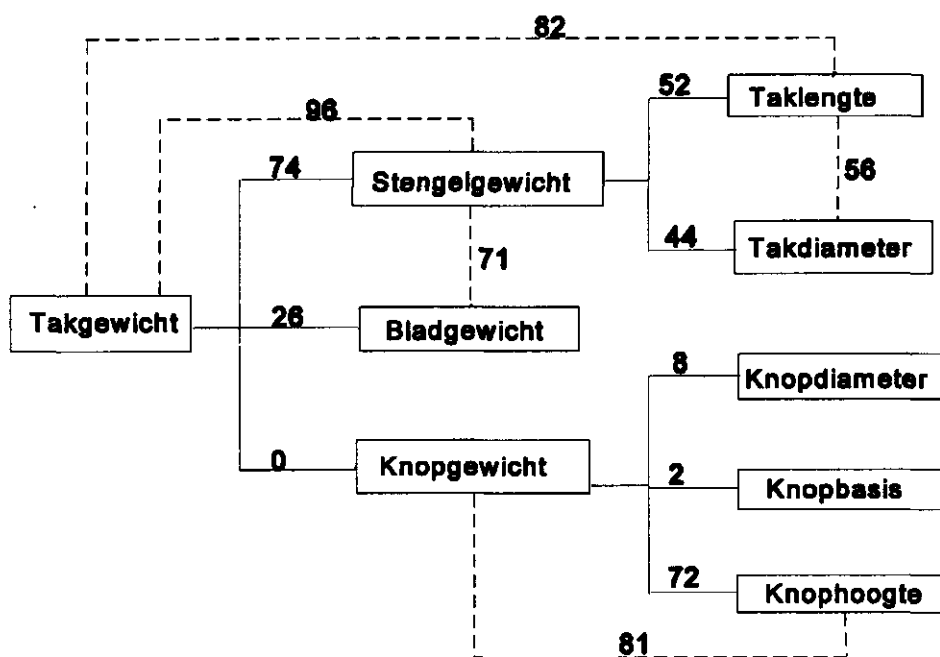 82
52
Taklengte
96
74
Stengelgewicht
56
44
Takdiameter
71
Takgewicht
26
Bladgewicht
8
Knopdiameter
0
Knopgewicht
2
Knopbasis
72
Knophoogte
81